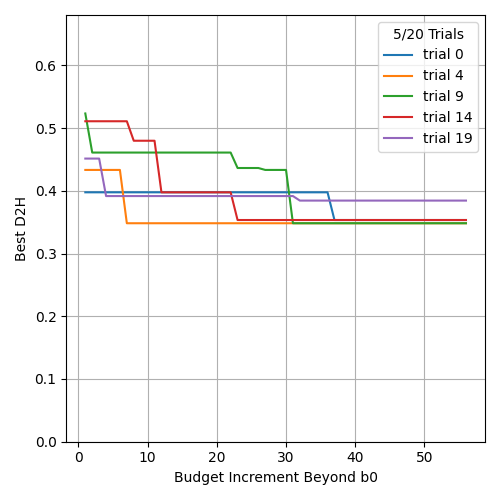 5/20 Trials
trial 0
trial 4
trial 9
trial 14
trial 19
Best D2H
0.6
0.5
0.4
0.3
0.2
0.1
0.0
0 10 20 30 40 50
Budget Increment Beyond b0